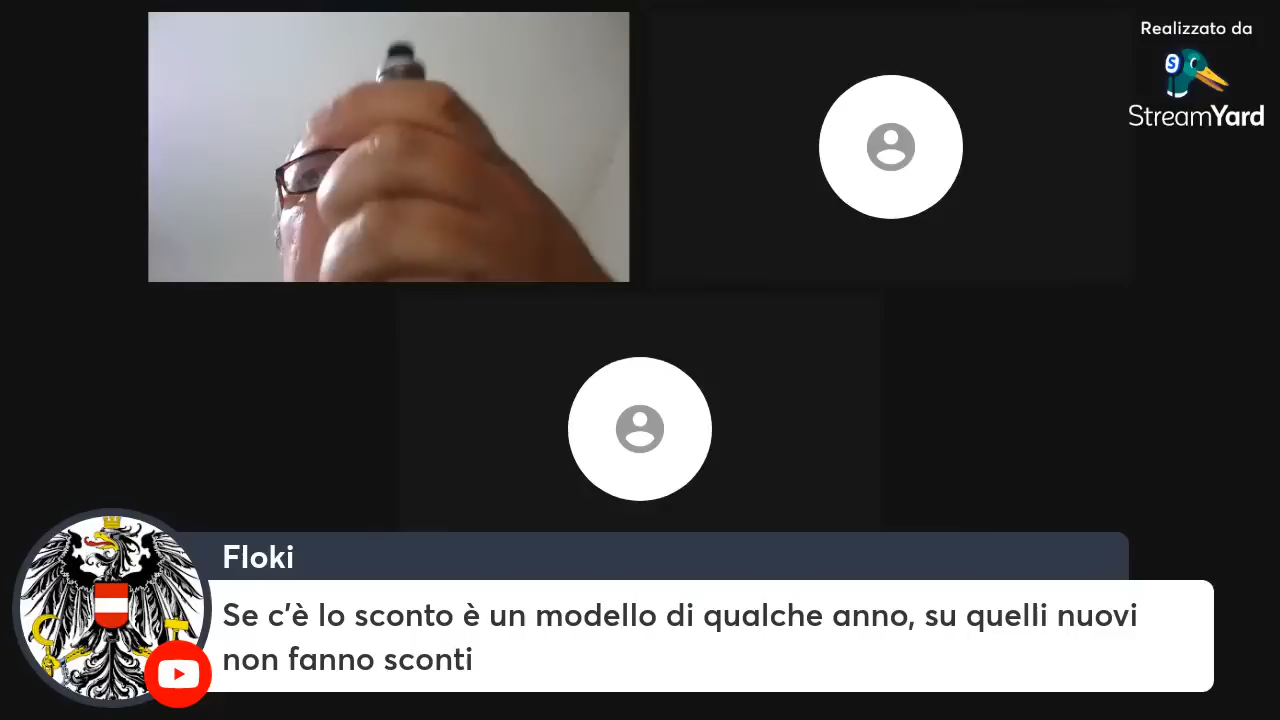 Realizzato da
StreamYard
Floki
Se c'è lo sconto è un modello di qualche anno, su quelli nuovi
non fanno sconti